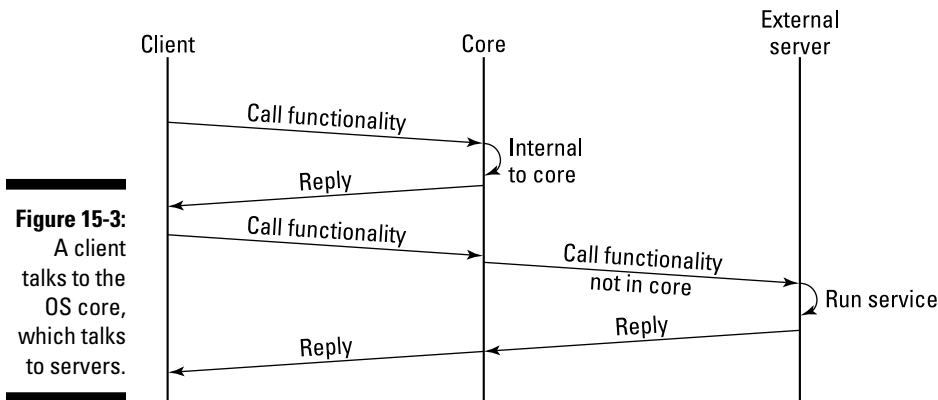 Client
Core
External
server
Call functionality
Internal
to core
Reply
Call functionality
Call functionality
not in core
Run service
Reply
Reply
Figure 15-3:
A client
talks to the
OS core,
which talks
to servers.